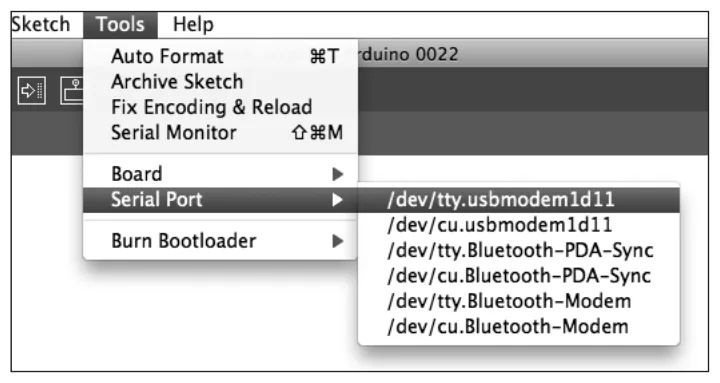 Sketch Tools Help
rduino 0022
Auto Format ⌘T
Archive Sketch
Fix Encoding & Reload
Serial Monitor ⇧⌘M
Board ▶
Serial Port ▶
Burn Bootloader ▶
/dev/tty.usbmodem1d11
/dev/cu.usbmodem1d11
/dev/tty.Bluetooth-PDA-Sync
/dev/cu.Bluetooth-PDA-Sync
/dev/tty.Bluetooth-Modem
/dev/cu.Bluetooth-Modem